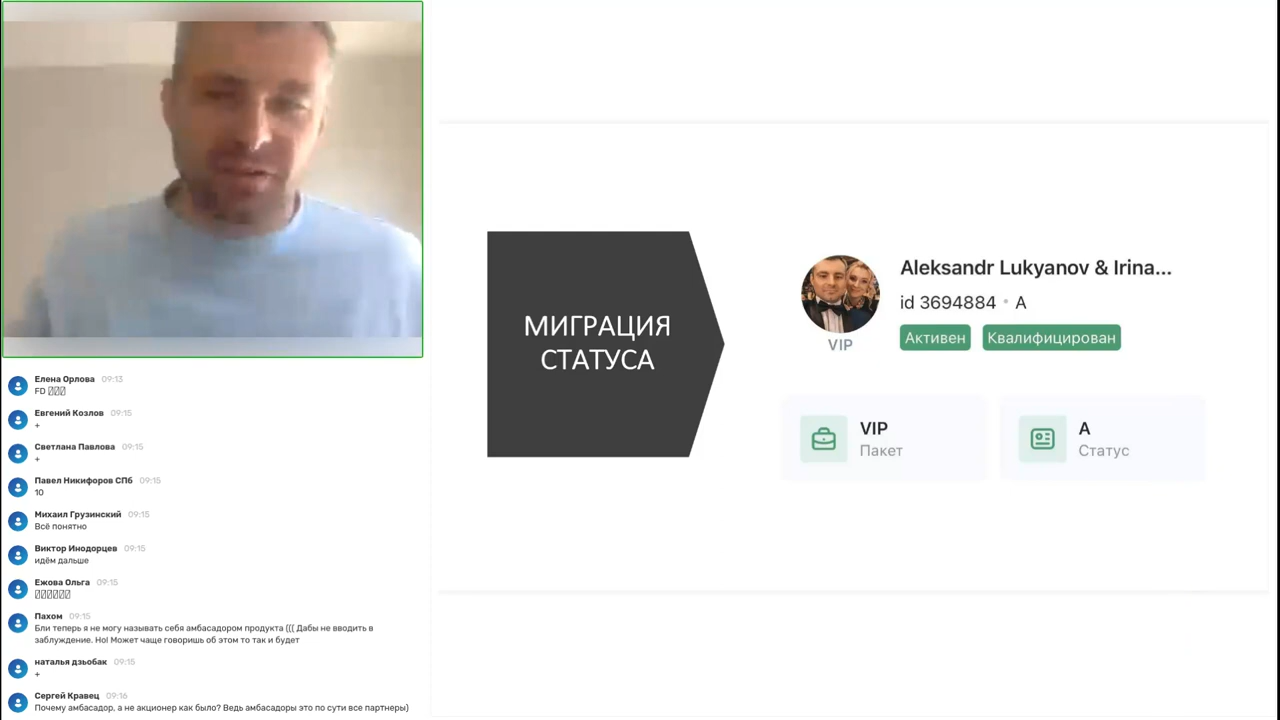 Елена Орлова 09:13
FD
Евгений Козлов 09:15
+
Светлана Павлова 09:15
+
Павел Никифоров СПб 09:15
10
Михаил Грузинский 09:15
Всё понятно
Виктор Инодорцев 09:15
идём дальше
Ежова Ольга 09:15
Пахом 09:15
Бли теперь я не могу называть себя амбасадором продукта ((( Дабы не вводить в
заблуждение. Но! Может чаще говоришь об этом то так и будет
наталья дзьобак 09:15
+
Сергей Кравец 09:16
Почему амбасадор, а не акционер как было? Ведь амбасадоры это по сути все партнеры)
МИГРАЦИЯ
СТАТУСА
Aleksandr Lukyanov & Irina...
id 3694884 • A
VIP
Активен Квалифицирован
VIP
Пакет
A
Статус